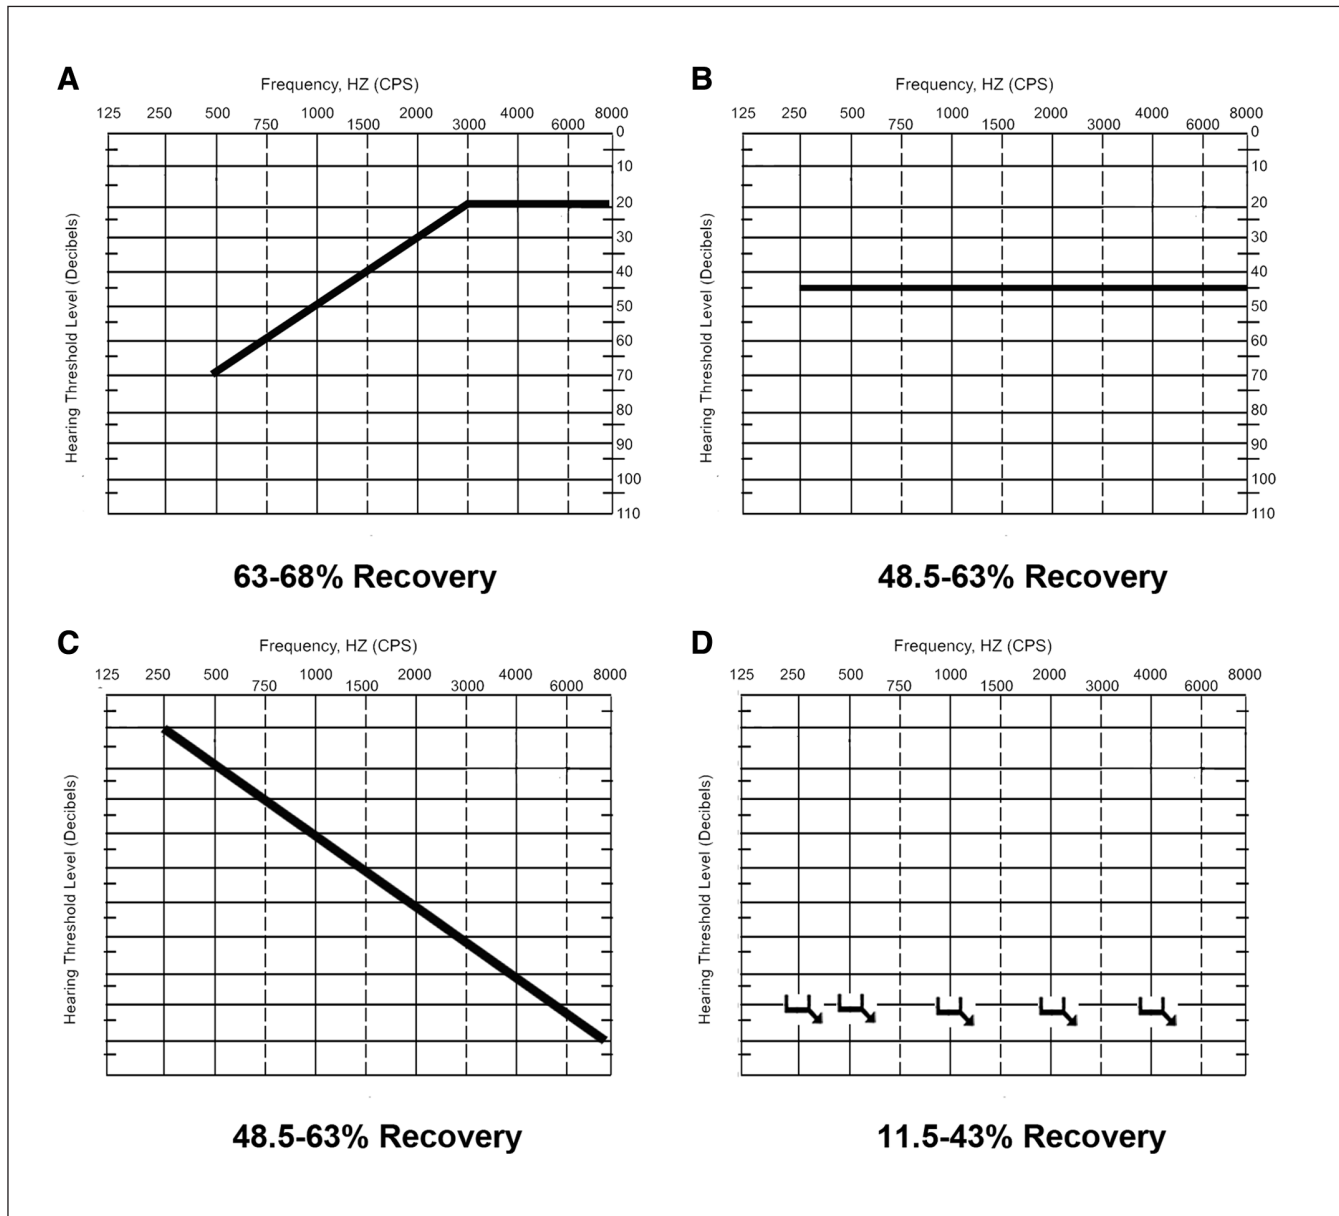 A
Frequency, HZ (CPS)
125 250 500 1000 2000 4000 8000
750 1500 3000 6000
0
10
20
30
40
50
60
70
80
90
100
110
Hearing Threshold Level (Decibels)
63-68% Recovery
B
Frequency, HZ (CPS)
125 250 500 1000 2000 4000 8000
750 1500 3000 6000
0
10
20
30
40
50
60
70
80
90
100
110
Hearing Threshold Level (Decibels)
48.5-63% Recovery
C
Frequency, HZ (CPS)
125 250 500 1000 2000 4000 8000
750 1500 3000 6000
Hearing Threshold Level (Decibels)
48.5-63% Recovery
D
Frequency, HZ (CPS)
125 250 500 1000 2000 4000 8000
750 1500 3000 6000
Hearing Threshold Level (Decibels)
11.5-43% Recovery